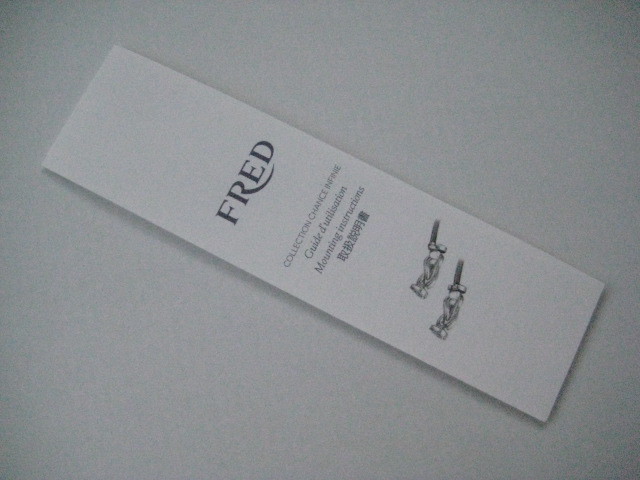 FRED
COLLECTION CHANCE INFINIE
Guide d'utilisation
Mounting instructions
取扱説明書